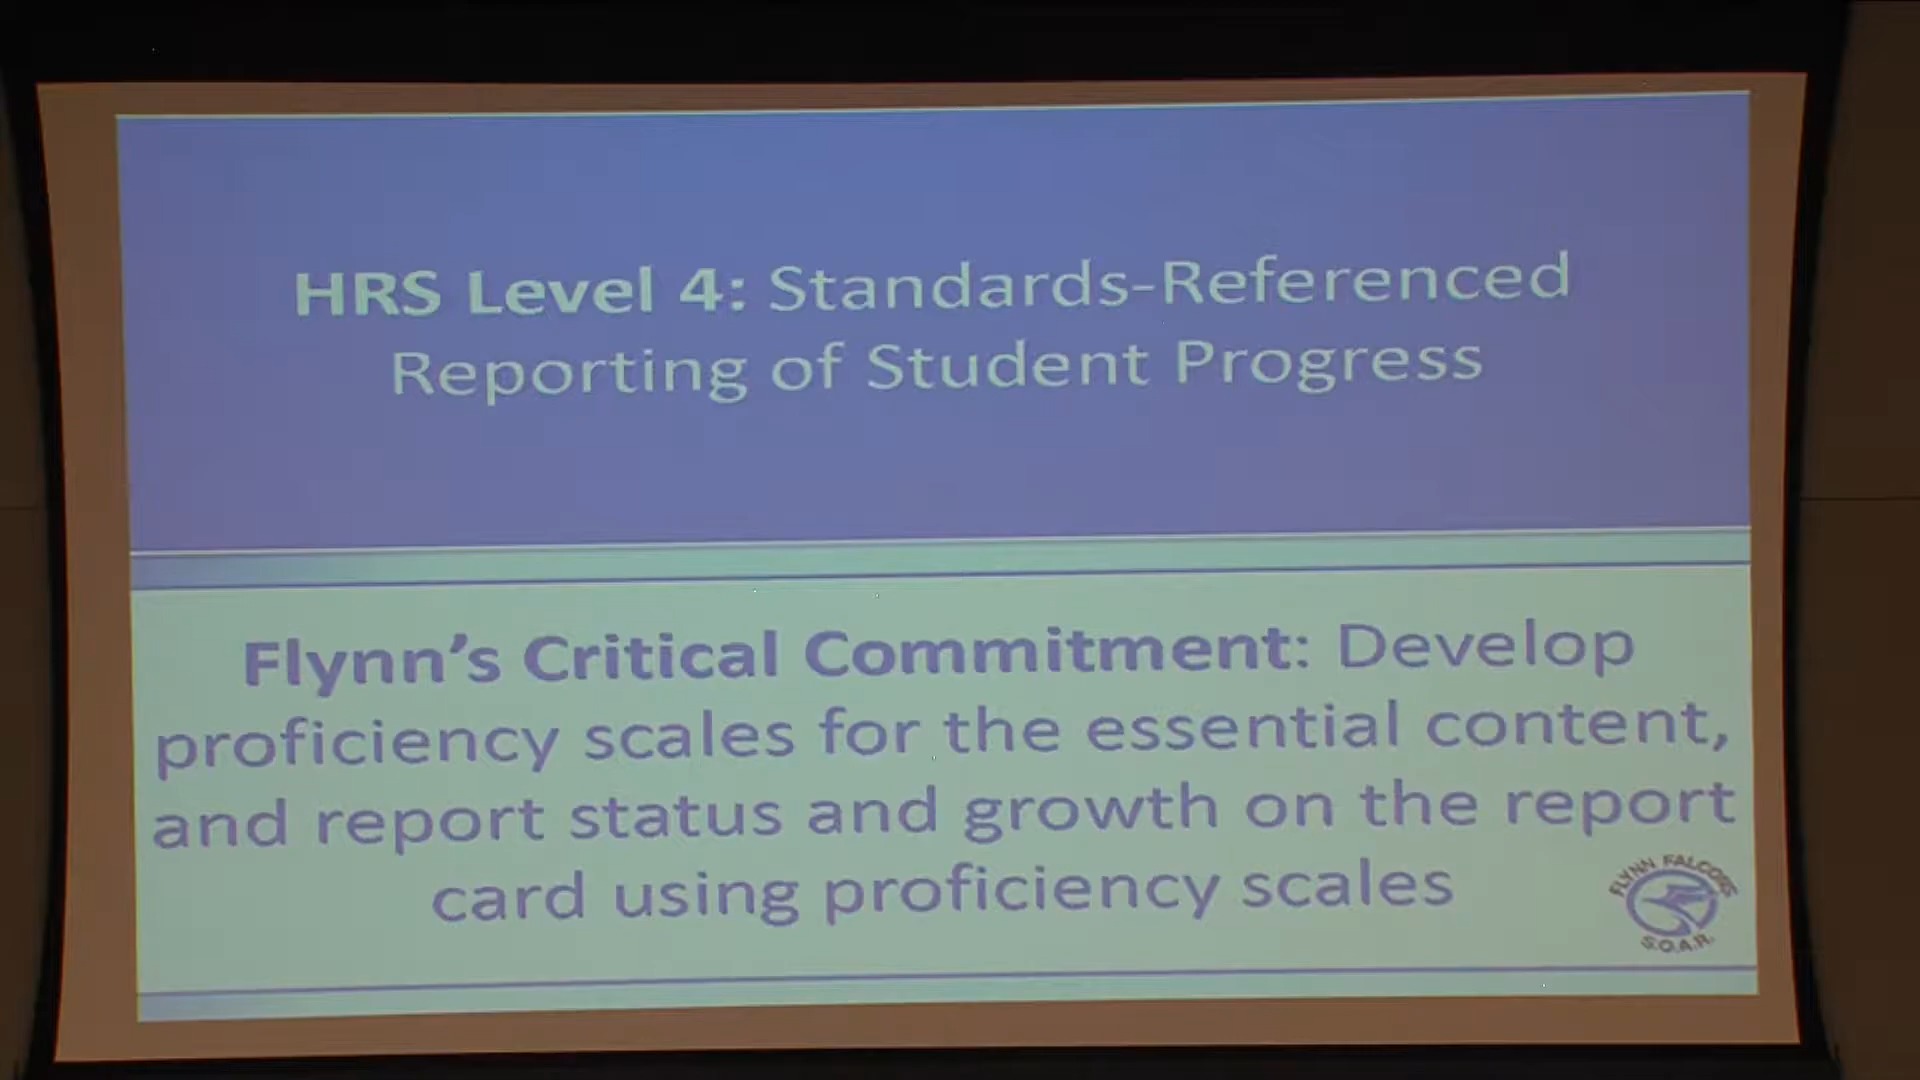 HRS Level 4: Standards-Referenced
Reporting of Student Progress
Flynn’s Critical Commitment: Develop
proficiency scales for the essential content,
and report status and growth on the report
card using proficiency scales
FLYNN FALCONS
S.O.A.R.